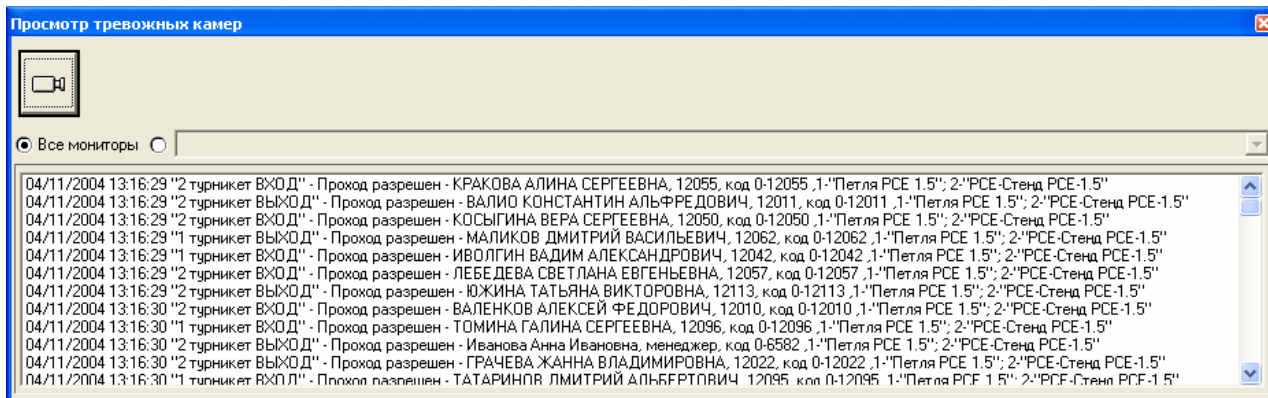 Просмотр тревожных камер
Все мониторы
04/11/2004 13:16:29 "2 турникет ВХОД" - Проход разрешен - КРАКОВА АЛИНА СЕРГЕЕВНА, 12055, код 0-12055 ,1-"Петля PCE 1.5"; 2-"PCE-Стенд PCE-1.5"
04/11/2004 13:16:29 "2 турникет ВЫХОД" - Проход разрешен - ВАЛИО КОНСТАНТИН АЛЬФРЕДОВИЧ, 12011, код 0-12011 ,1-"Петля PCE 1.5"; 2-"PCE-Стенд PCE-1.5"
04/11/2004 13:16:29 "2 турникет ВЫХОД" - Проход разрешен - КОСЫГИНА ВЕРА СЕРГЕЕВНА, 12050, код 0-12050 ,1-"Петля PCE 1.5"; 2-"PCE-Стенд PCE-1.5"
04/11/2004 13:16:29 "1 турникет ВЫХОД" - Проход разрешен - МАЛИКОВ ДМИТРИЙ ВАСИЛЬЕВИЧ, 12062, код 0-12062 ,1-"Петля PCE 1.5"; 2-"PCE-Стенд PCE-1.5"
04/11/2004 13:16:29 "1 турникет ВЫХОД" - Проход разрешен - ИВОЛГИН ВАДИМ АЛЕКСАНДРОВИЧ, 12042, код 0-12042 ,1-"Петля PCE 1.5"; 2-"PCE-Стенд PCE-1.5"
04/11/2004 13:16:29 "2 турникет ВЫХОД" - Проход разрешен - ЛЕБЕДЕВА СВЕТЛАНА ЕВГЕНЬЕВНА, 12057, код 0-12057 ,1-"Петля PCE 1.5"; 2-"PCE-Стенд PCE-1.5"
04/11/2004 13:16:29 "2 турникет ВЫХОД" - Проход разрешен - ЮЖИНА ТАТЬЯНА ВИКТОРОВНА, 12113, код 0-12113 ,1-"Петля PCE 1.5"; 2-"PCE-Стенд PCE-1.5"
04/11/2004 13:16:30 "2 турникет ВЫХОД" - Проход разрешен - ВАЛЕНКОВ АЛЕКСЕЙ ФЕДОРОВИЧ, 12010, код 0-12010 ,1-"Петля PCE 1.5"; 2-"PCE-Стенд PCE-1.5"
04/11/2004 13:16:30 "1 турникет ВЫХОД" - Проход разрешен - ТОМИНА ГАЛИНА СЕРГЕЕВНА, 12096, код 0-12096 ,1-"Петля PCE 1.5"; 2-"PCE-Стенд PCE-1.5"
04/11/2004 13:16:30 "2 турникет ВЫХОД" - Проход разрешен - Иванова Анна Ивановна, менеджер, код 0-6582 ,1-"Петля PCE 1.5"; 2-"PCE-Стенд PCE-1.5"
04/11/2004 13:16:30 "2 турникет ВЫХОД" - Проход разрешен - ГРАЧЕВА ЖАННА ВЛАДИМИРОВНА, 12022, код 0-12022 ,1-"Петля PCE 1.5"; 2-"PCE-Стенд PCE-1.5"
04/11/2004 13:16:30 "1 турникет ВХОД" - Проход разрешен - ТАТАРИНОВ ДМИТРИЙ АЛЬБЕРТОВИЧ, 12095, код 0-12095 ,1-"Петля PCE 1.5"; 2-"PCE-Стенд PCE-1.5"